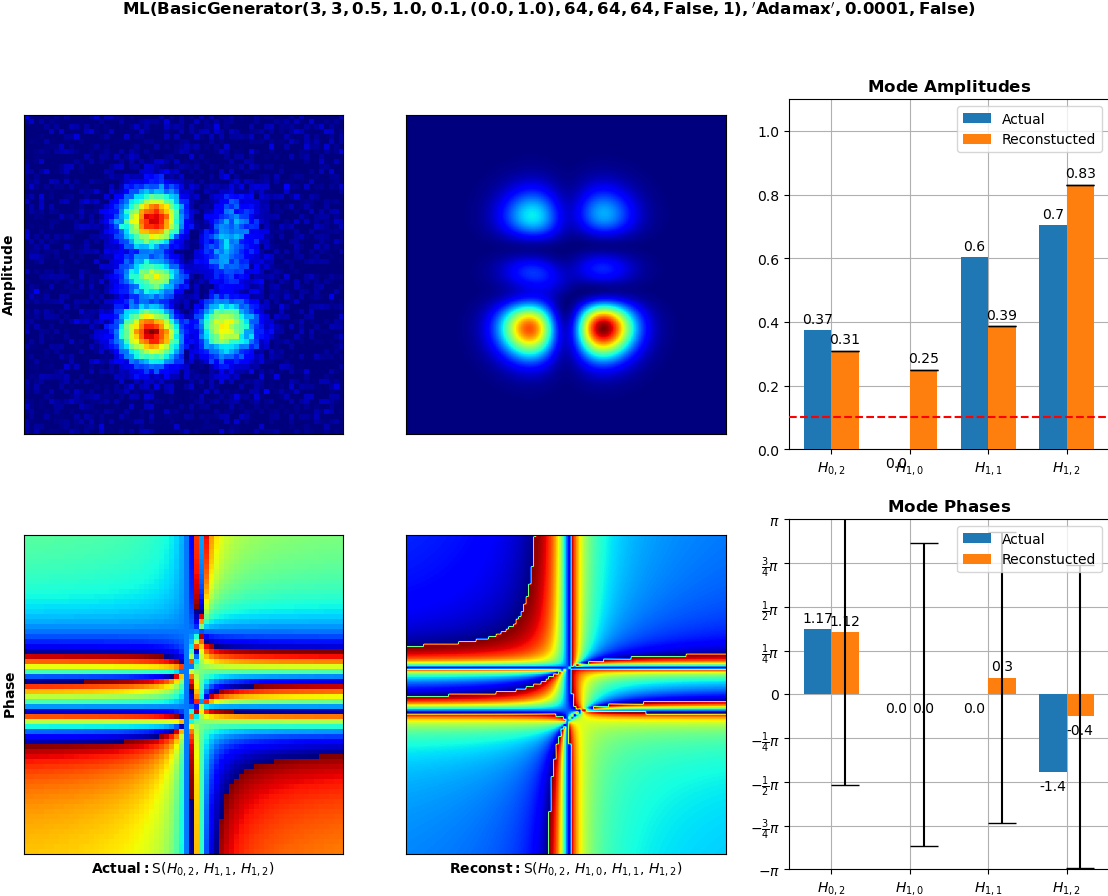 ML(BasicGenerator(3, 3, 0.5, 1.0, 0.1, (0.0, 1.0), 64, 64, 64, False, 1), 'Adamax', 0.0001, False)
Amplitude
Mode Amplitudes
Actual
Reconstucted
1.0
0.8
0.6
0.4
0.2
0.0
0.37
0.31
0.0
0.25
0.6
0.39
0.7
0.83
H0,2
H1,0
H1,1
H1,2
Phase
Actual: S(H0,2, H1,1, H1,2)
Reconst: S(H0,2, H1,0, H1,1, H1,2)
Mode Phases
Actual
Reconstucted
π
3/4π
1/2π
1/4π
0
−1/4π
−1/2π
−3/4π
−π
1.17
1.12
0.0
0.0
0.0
0.3
-1.4
-0.4
H0,2
H1,0
H1,1
H1,2